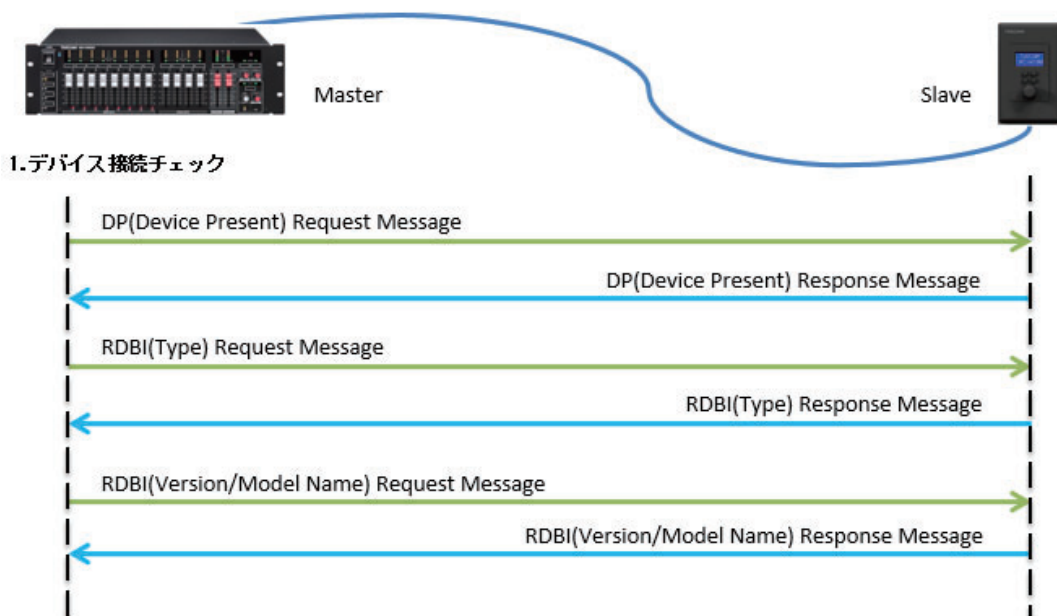 Master
Slave
1.デバイス接続チェック
DP(Device Present) Request Message
DP(Device Present) Response Message
RDBI(Type) Request Message
RDBI(Type) Response Message
RDBI(Version/Model Name) Request Message
RDBI(Version/Model Name) Response Message